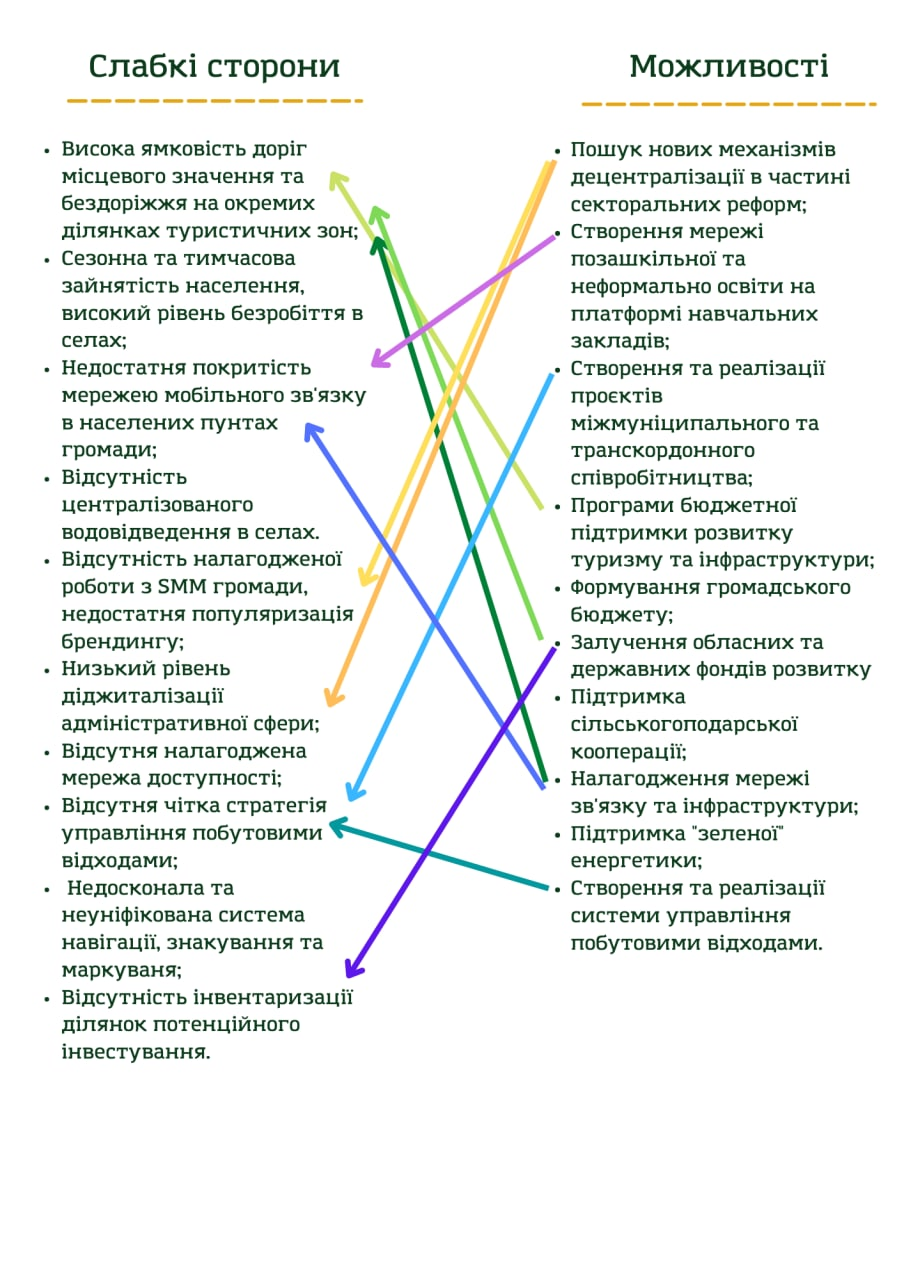 Слабкі сторони
Висока ямковість доріг
місцевого значення та
бездоріжжя на окремих
ділянках туристичних зон;
Сезонна та тимчасова
зайнятість населення,
високий рівень безробіття в
селах;
Недостатня покритість
мережею мобільного зв'язку
в населених пунтах
громади;
Відсутність
централізованого
водовідведення в селах.
Відсутність налагодженої
роботи з SMM громади,
недостатня популяризація
брендингу;
Низький рівень
діджиталізації
адміністративної сфери;
Відсутня налагоджена
мережа доступності;
Відсутня чітка стратегія
управління побутовими
відходами;
Недосконала та
неуніфікована система
навігації, знакування та
маркуваня;
Відсутність інвентаризації
ділянок потенційного
інвестування.
Можливості
Пошук нових механізмів
децентралізації в частині
секторальних реформ;
Створення мережі
позашкільної та
неформально освіти на
платформі навчальних
закладів;
Створення та реалізації
проєктів
міжмуніципального та
транскордонного
співробітництва;
Програми бюджетної
підтримки розвитку
туризму та інфраструктури;
Формування громадського
бюджету;
Залучення обласних та
державних фондів розвитку
Підтримка
сільськогоподарської
кооперації;
Налагодження мережі
зв'язку та інфраструктури;
Підтримка "зеленої"
енергетики;
Створення та реалізації
системи управління
побутовими відходами.